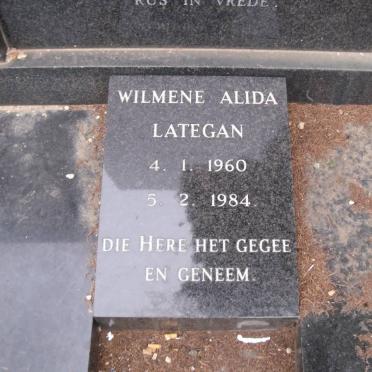 RUS IN VREDE.
WILMENE ALIDA
LATEGAN
4. 1. 1960
5. 2. 1984.
DIE HERE HET GEGEE
EN GENEEM.